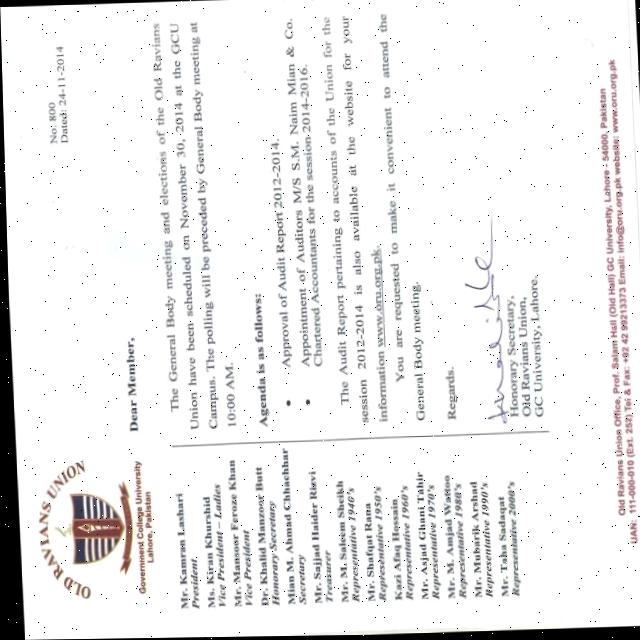 OLD RAVIANS UNION
Government College University
Lahore, Pakistan
No: 800
Dated: 24-11-2014
Mr. Kamran Lashari
President
Ms. Kiran Khurshid
Vice President – Ladies
Mr. Mansoor Feroze Khan
Vice President
Dr. Khalid Manzoor Butt
Honorary Secretary
Mian M. Ahmad Chhachhar
Secretary
Mr. Sajjad Haider Rizvi
Treasurer
Mr. M. Saleem Sheikh
Representative 1940's
Mr. Shafqat Rana
Representative 1950's
Kazi Afaq Hossain
Representative 1960's
Mr. Asjad Ghani Tahir
Representative 1970's
Mr. M. Amjad Wattoo
Representative 1980's
Mr. Mubarik Arshad
Representative 1990's
Mr. Taha Sadaqat
Representative 2000's
Dear Member,
The General Body meeting and elections of the Old Ravians
Union have been scheduled on November 30, 2014 at the GCU
Campus. The polling will be preceded by General Body meeting at
10:00 AM.
Agenda is as follows:
• Approval of Audit Report 2012-2014.
• Appointment of Auditors M/S S.M. Naim Mian & Co.
Chartered Accountants for the session 2014-2016.
The Audit Report pertaining to accounts of the Union for the
session 2012-2014 is also available at the website for your
information www.oru.org.pk.
You are requested to make it convenient to attend the
General Body meeting.
Regards.
Honorary Secretary,
Old Ravians Union,
GC University, Lahore.
Old Ravians Union Office, Prof. Sajam Hall (Old Hall) GC University, Lahore - 54000, Pakistan
UAN: 111-000-010 (Ext. 252) Tel & Fax: +92 42 99213373 Email: info@oru.org.pk website: www.oru.org.pk